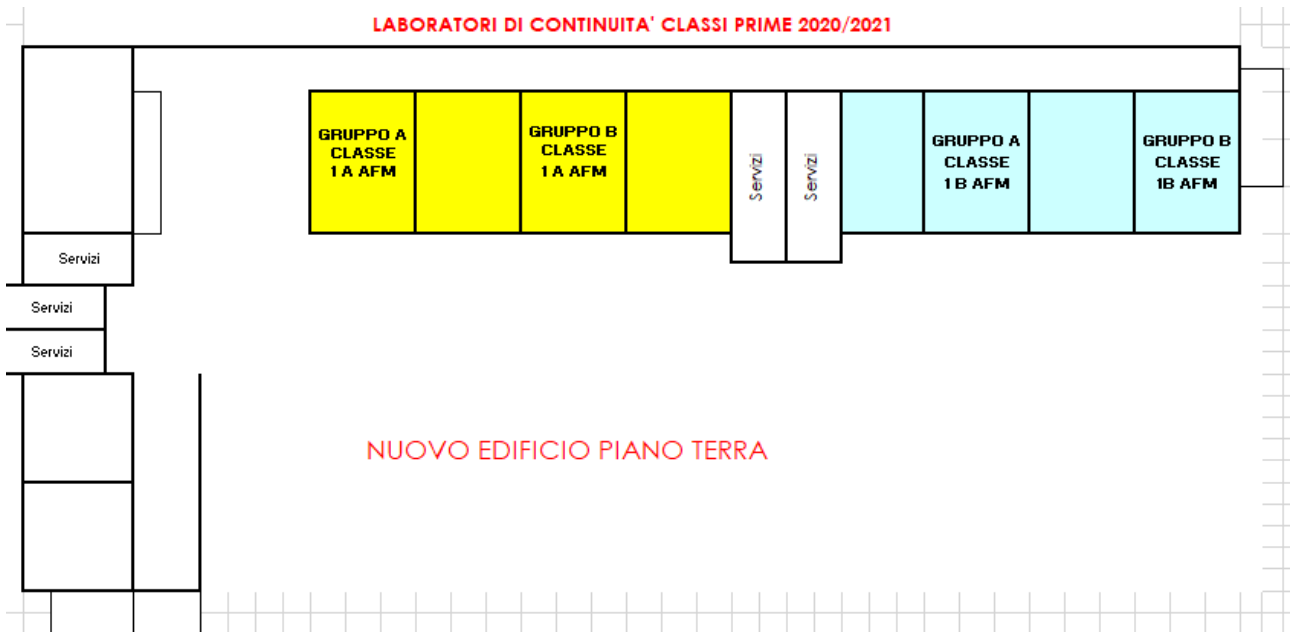 LABORATORI DI CONTINUITA' CLASSI PRIME 2020/2021
GRUPPO A
CLASSE
1 A AFM
GRUPPO B
CLASSE
1 A AFM
Servizi
Servizi
GRUPPO A
CLASSE
1 B AFM
GRUPPO B
CLASSE
1B AFM
Servizi
Servizi
Servizi
NUOVO EDIFICIO PIANO TERRA